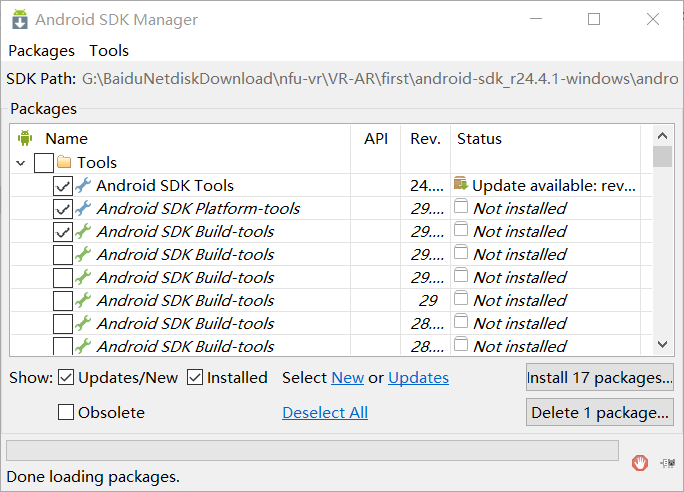 Android SDK Manager
Packages Tools
SDK Path: G:\BaiduNetdiskDownload\nfu-vr\VR-AR\first\android-sdk_r24.4.1-windows\andro
Packages
Name API Rev. Status
Tools
Android SDK Tools 24.... Update available: rev...
Android SDK Platform-tools 29.... Not installed
Android SDK Build-tools 29.... Not installed
Android SDK Build-tools 29.... Not installed
Android SDK Build-tools 29.... Not installed
Android SDK Build-tools 29 Not installed
Android SDK Build-tools 28.... Not installed
Android SDK Build-tools 28.... Not installed
Show: Updates/New Installed Select New or Updates Install 17 packages...
Obsolete Deselect All Delete 1 package...
Done loading packages.